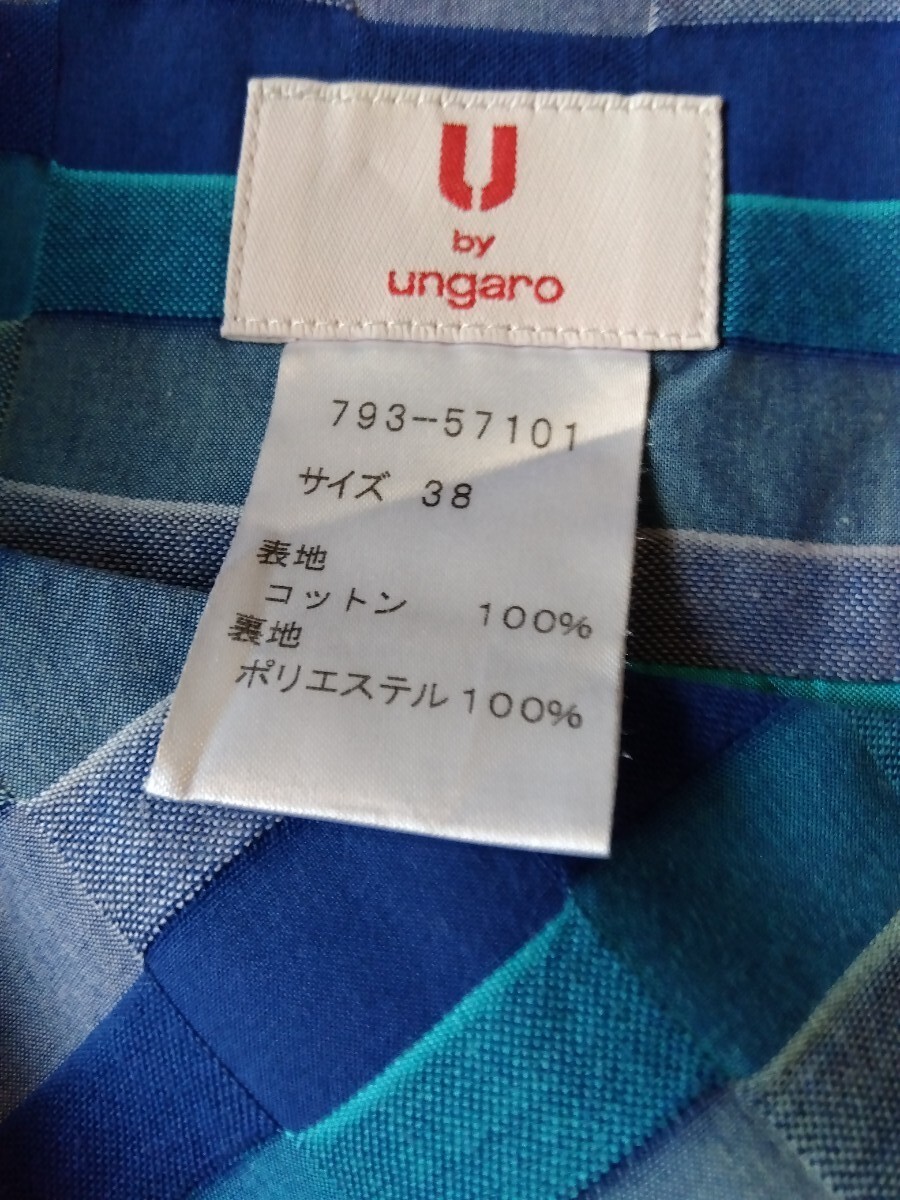 U
by
ungaro
793-57101
サイズ 38
表地
コットン 100%
裏地
ポリエステル100%